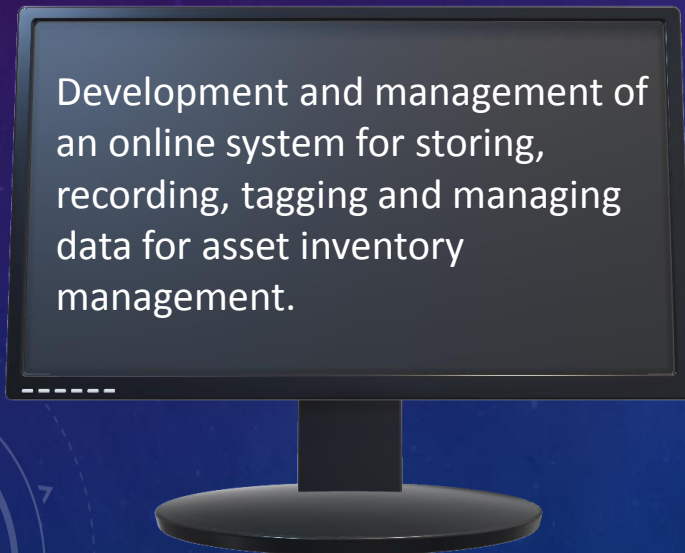 Development and management of
an online system for storing,
recording, tagging and managing
data for asset inventory
management.